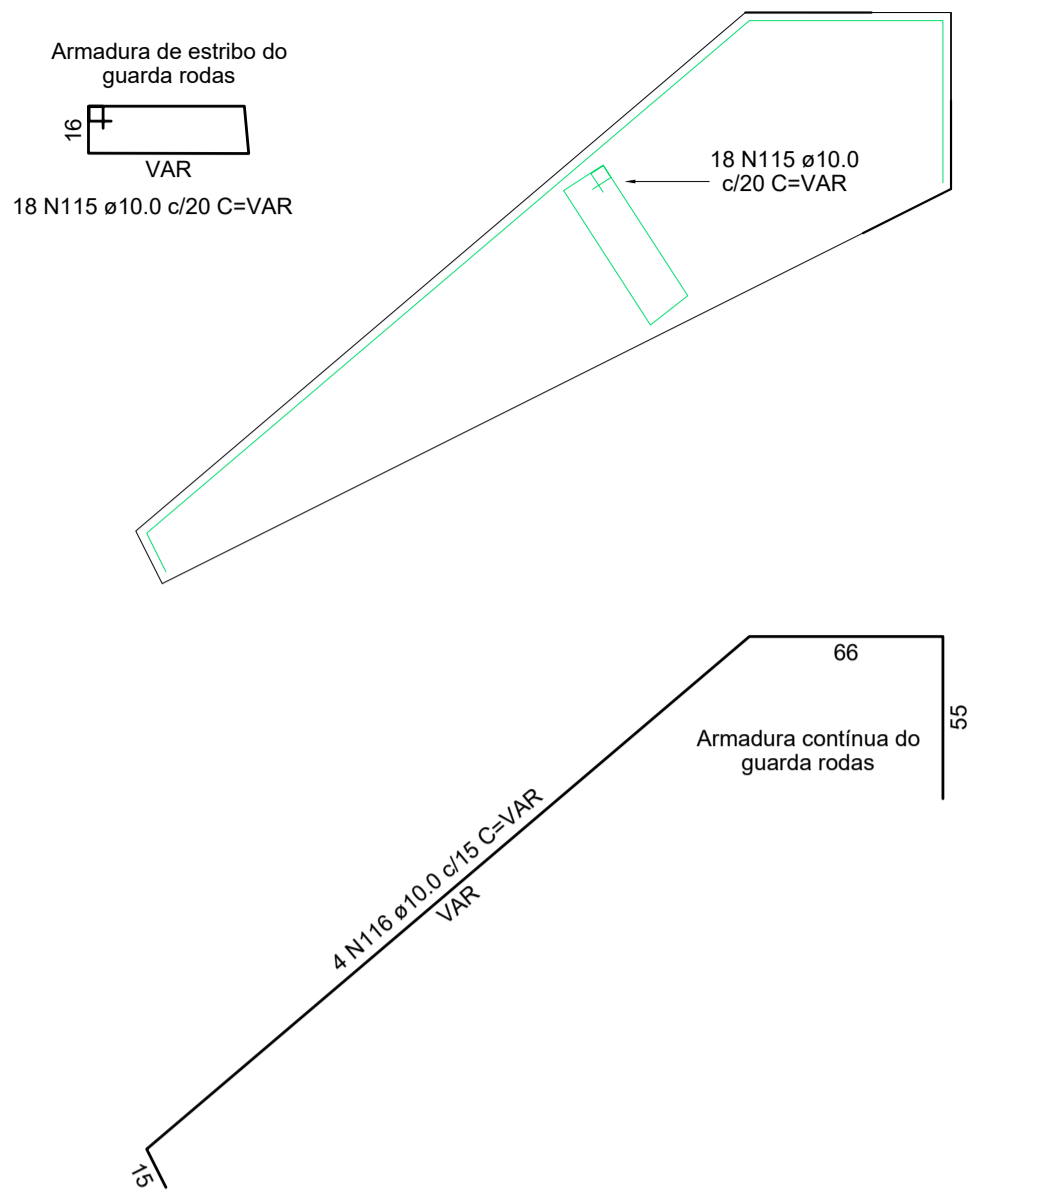 Armadura de estribo do
guarda rodas
16
VAR
18 N115 ø10.0 c/20 C=VAR
18 N115 ø10.0
c/20 C=VAR
66
55
Armadura contínua do
guarda rodas
4 N116 ø10.0 c/15 C=VAR
VAR
15